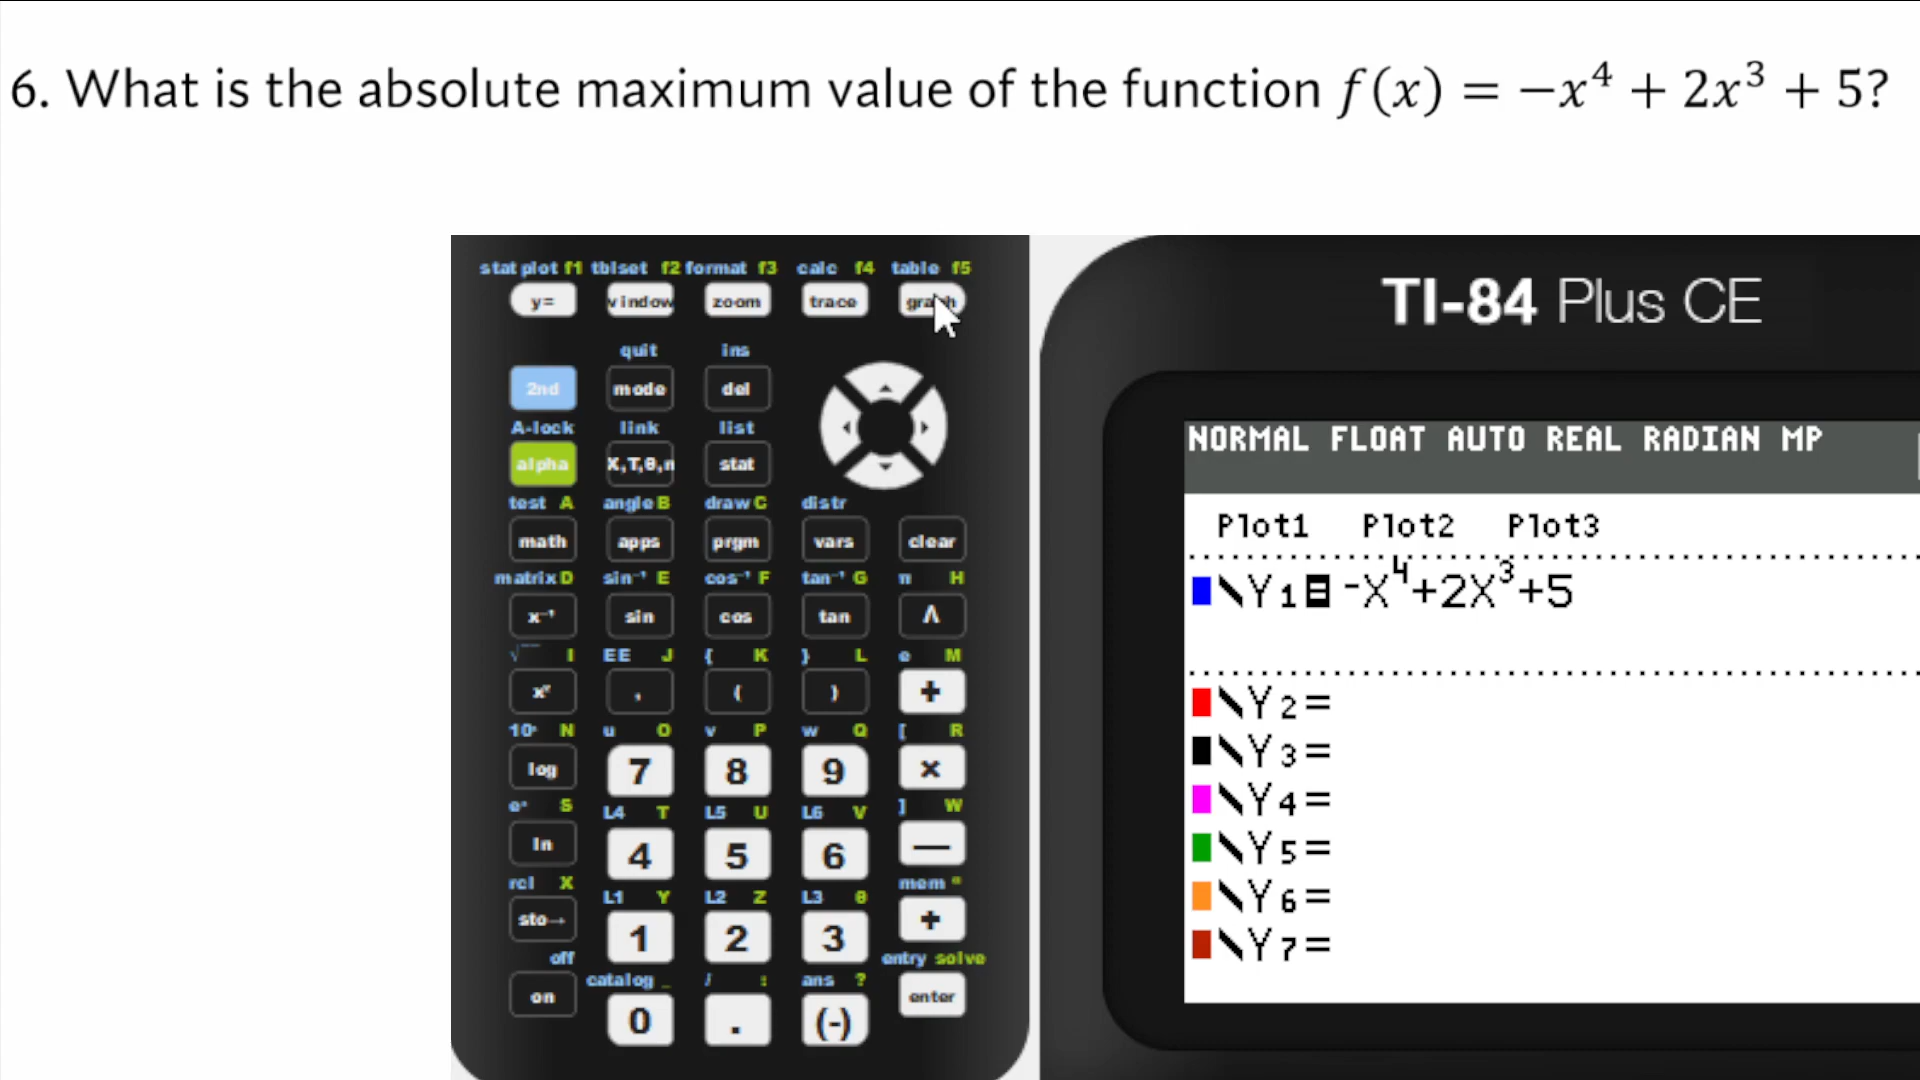 6. What is the absolute maximum value of the function f(x) = −x⁴ + 2x³ + 5?
stat plot f1 tblset f2 format f3 calc f4 table f5
y= window zoom trace graph
quit ins
2nd mode del
A-lock link list
alpha X,T,θ,n stat
test A angle B draw C distr
math apps prgm vars clear
matrix D sin⁻¹ E cos⁻¹ F tan⁻¹ G π H
x⁻¹ sin cos tan ^
√ I EE J { K } L e M
, ( ) ÷
10ˣ N u O v P w Q [ R
log 7 8 9 ×
eˣ S L4 T L5 U L6 V ] W
ln 4 5 6 —
rcl X L1 Y L2 Z L3 θ mem "
sto→ 1 2 3 +
off catalog _ / : ans ? entry solve
on 0 . (-) enter
TI-84 Plus CE
NORMAL FLOAT AUTO REAL RADIAN MP
Plot1 Plot2 Plot3
\Y1=-X⁴+2X³+5
\Y2=
\Y3=
\Y4=
\Y5=
\Y6=
\Y7=